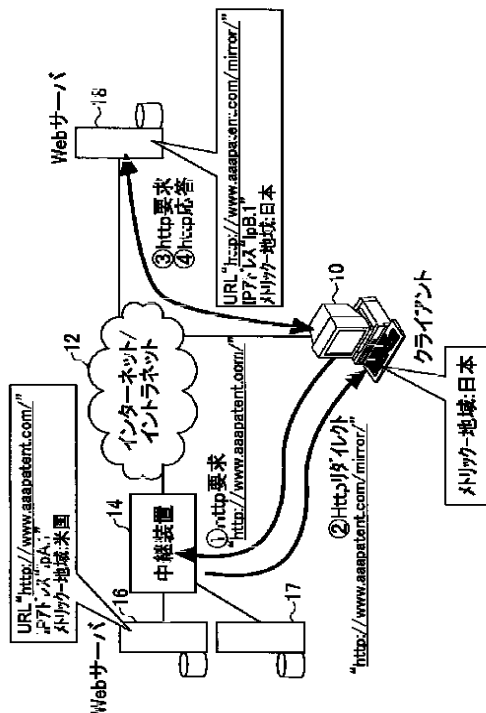 Webサーバ
18
URL"http://www.aaapatent.com/mirror/"
IPアドレス"IpB.1"
メトリック－地域:日本
③http要求
④http応答
12
インターネット/
イントラネット
10
クライアント
メトリック－地域:日本
①http要求
"http://www.aaapatent.com/"
②Httpリダイレクト
"http://www.aaapatent.com/mirror/"
14
中継装置
URL"http://www.aaapatent.com/"
IPアドレス
メトリック－地域:米国
16
Webサーバ
17